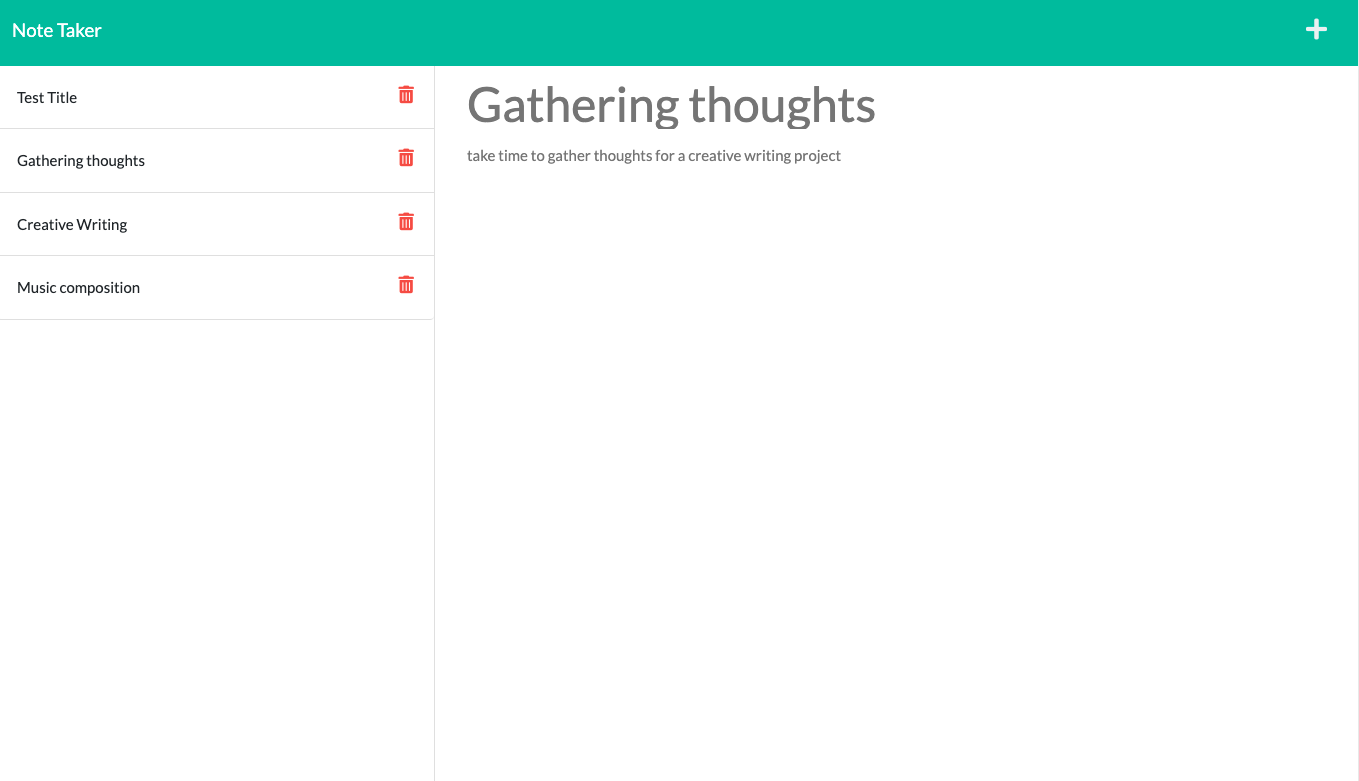 Note Taker
Test Title
Gathering thoughts
Creative Writing
Music composition
Gathering thoughts
take time to gather thoughts for a creative writing project